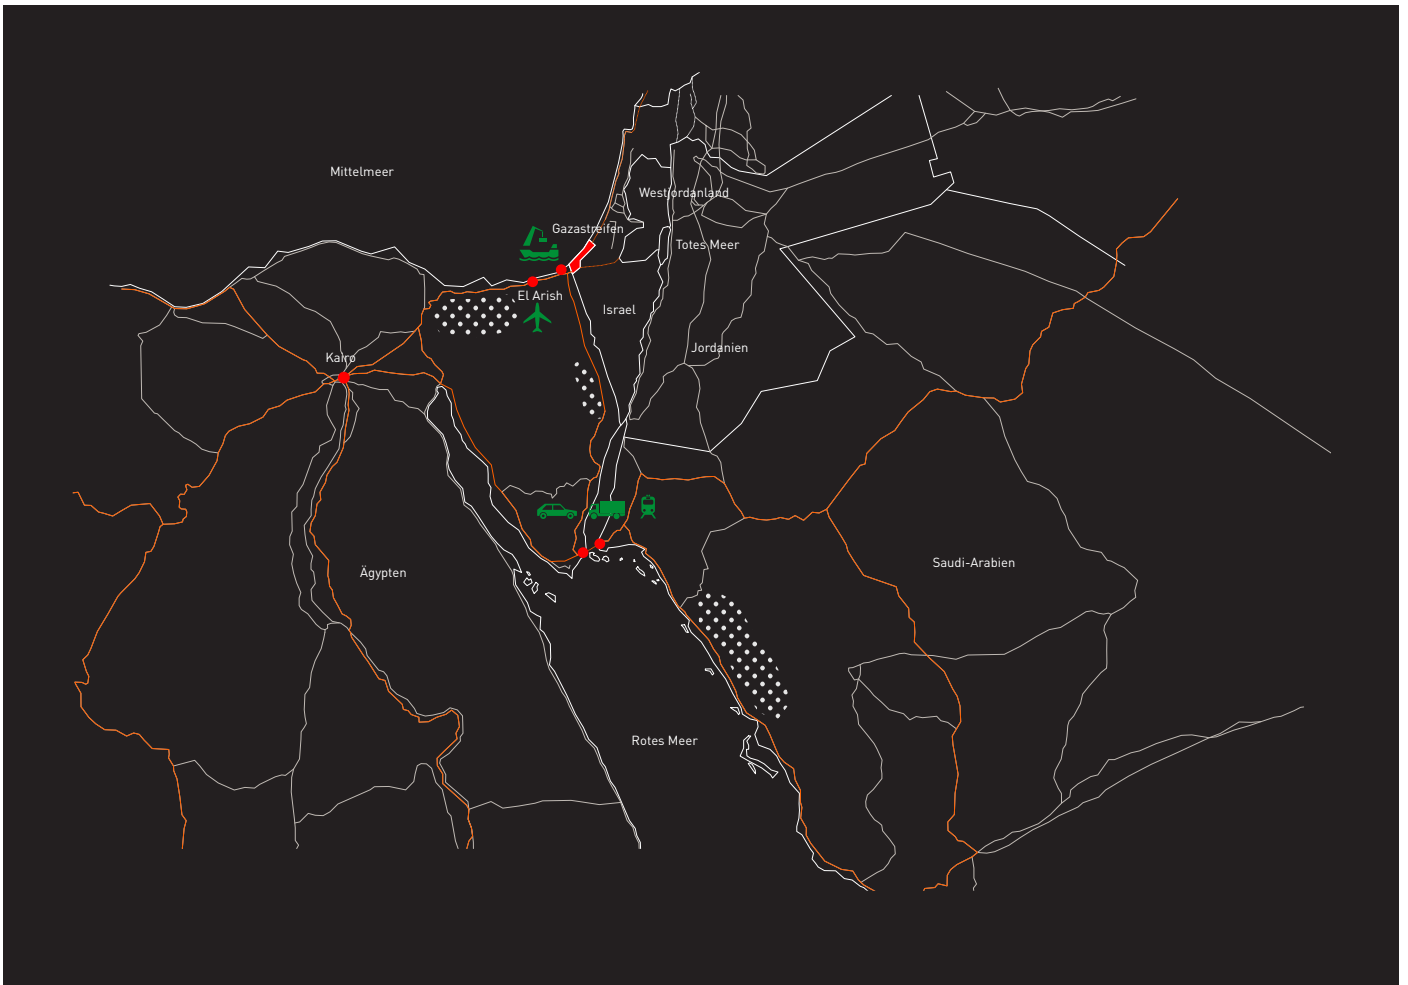 Mittelmeer
Westjordanland
Gazastreifen
Totes Meer
El Arish
Israel
Jordanien
Kairo
Saudi-Arabien
Ägypten
Rotes Meer